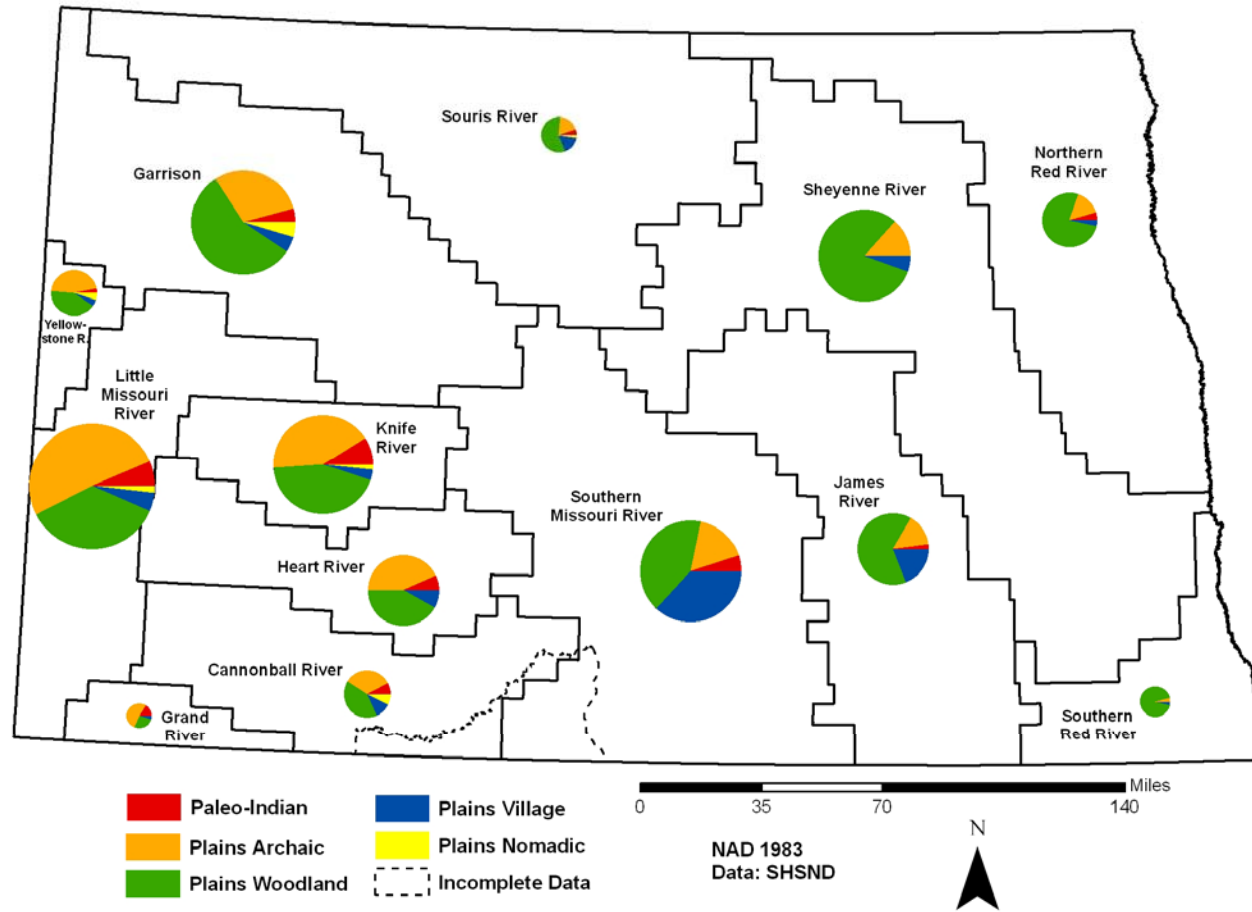 Souris River
Garrison
Northern
Red River
Sheyenne River
Yellow-
stone R.
Little
Missouri
River
Knife
River
Southern
Missouri River
James
River
Heart River
Cannonball River
Grand
River
Southern
Red River
Paleo-Indian
Plains Archaic
Plains Woodland
Plains Village
Plains Nomadic
Incomplete Data
Miles
0 35 70 140
NAD 1983
Data: SHSND
N